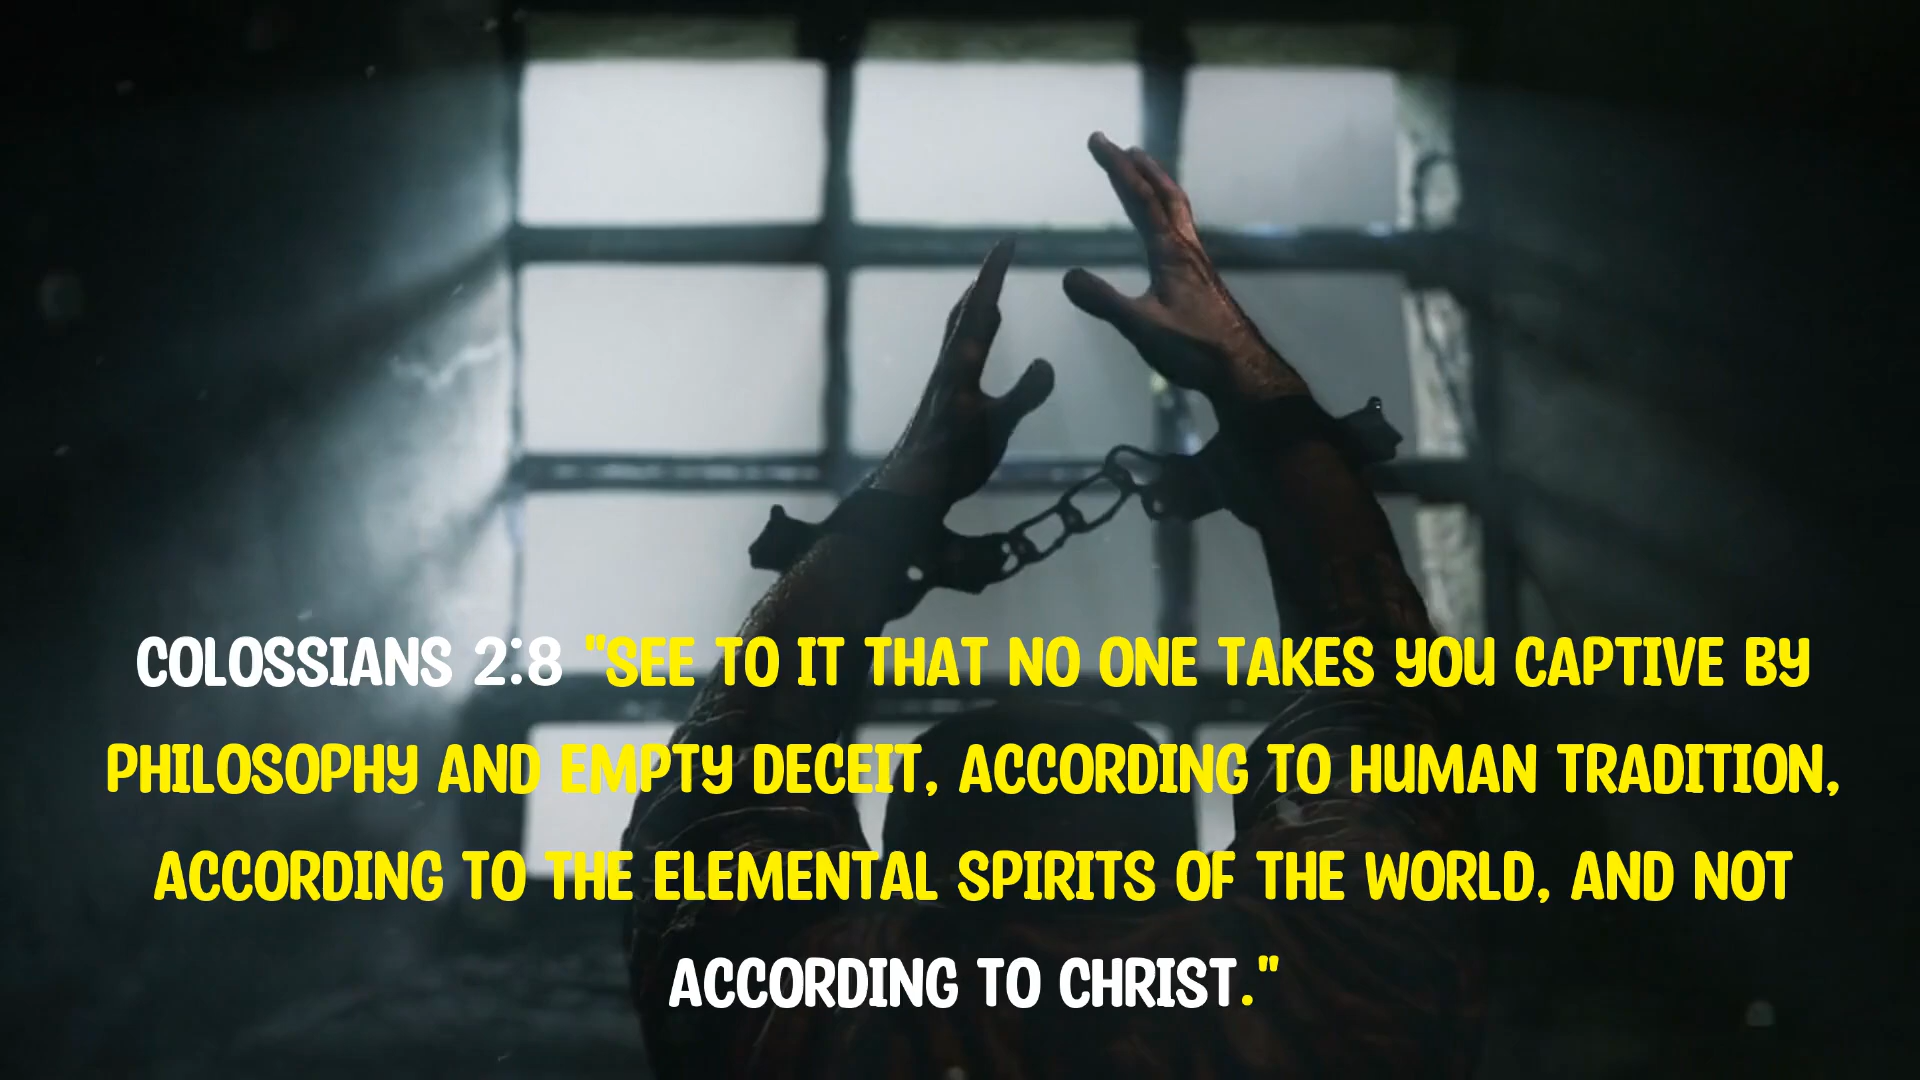 COLOSSIANS 2:8 "SEE TO IT THAT NO ONE TAKES YOU CAPTIVE BY
PHILOSOPHY AND EMPTY DECEIT, ACCORDING TO HUMAN TRADITION,
ACCORDING TO THE ELEMENTAL SPIRITS OF THE WORLD, AND NOT
ACCORDING TO CHRIST."